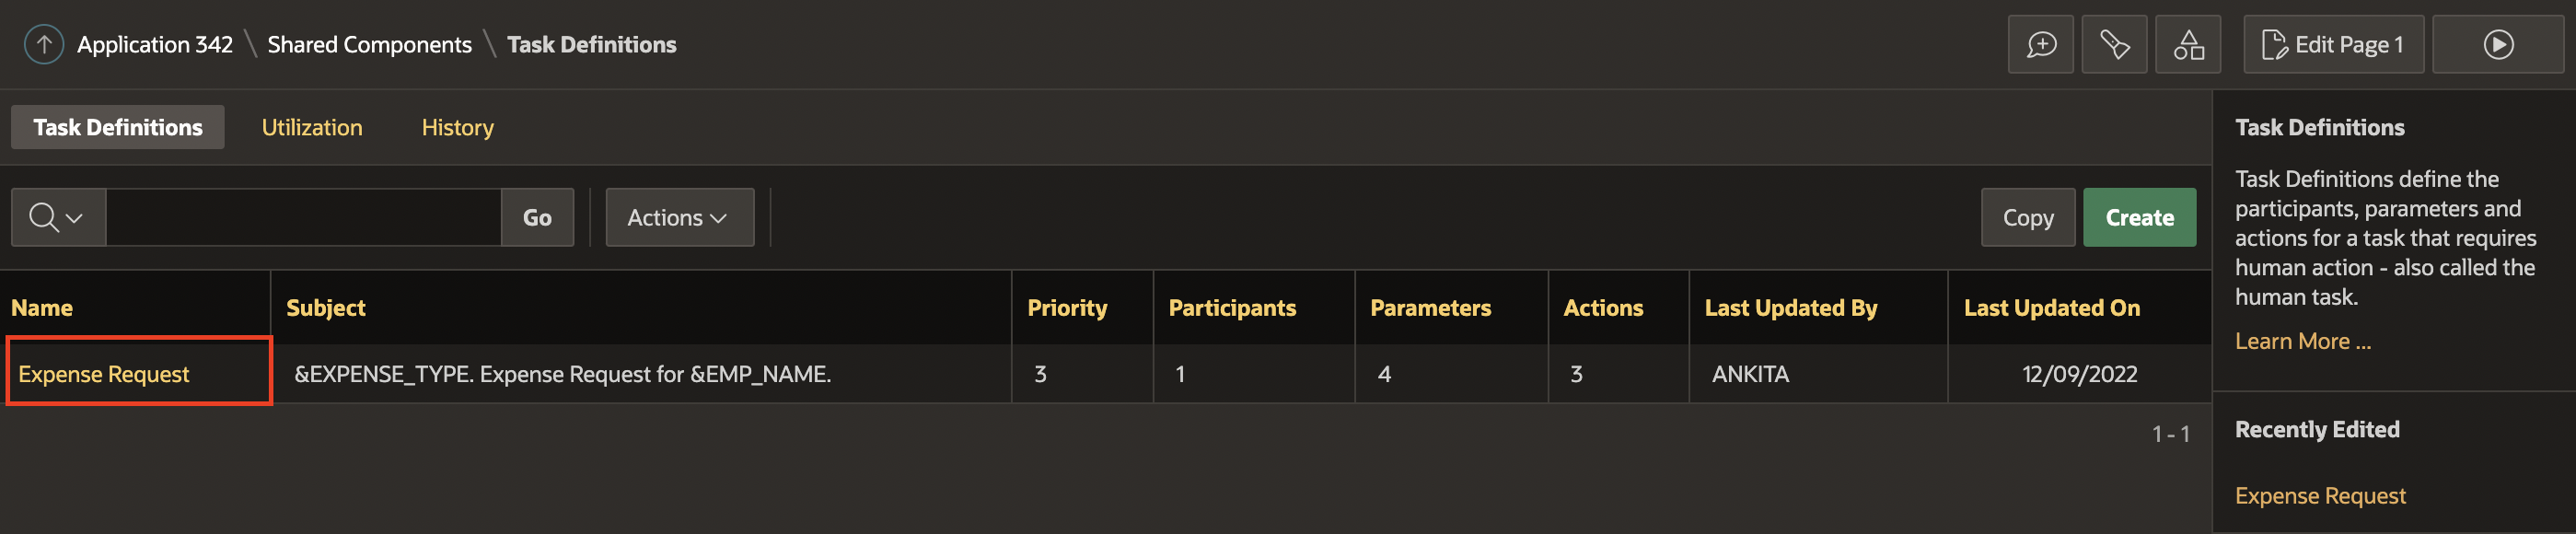 Application 342 \ Shared Components \ Task Definitions
Edit Page 1
Task Definitions Utilization History
Go Actions Copy Create
Name Subject Priority Participants Parameters Actions Last Updated By Last Updated On
Expense Request &EXPENSE_TYPE. Expense Request for &EMP_NAME. 3 1 4 3 ANKITA 12/09/2022
1 - 1
Task Definitions
Task Definitions define the
participants, parameters and
actions for a task that requires
human action - also called the
human task.
Learn More ...
Recently Edited
Expense Request